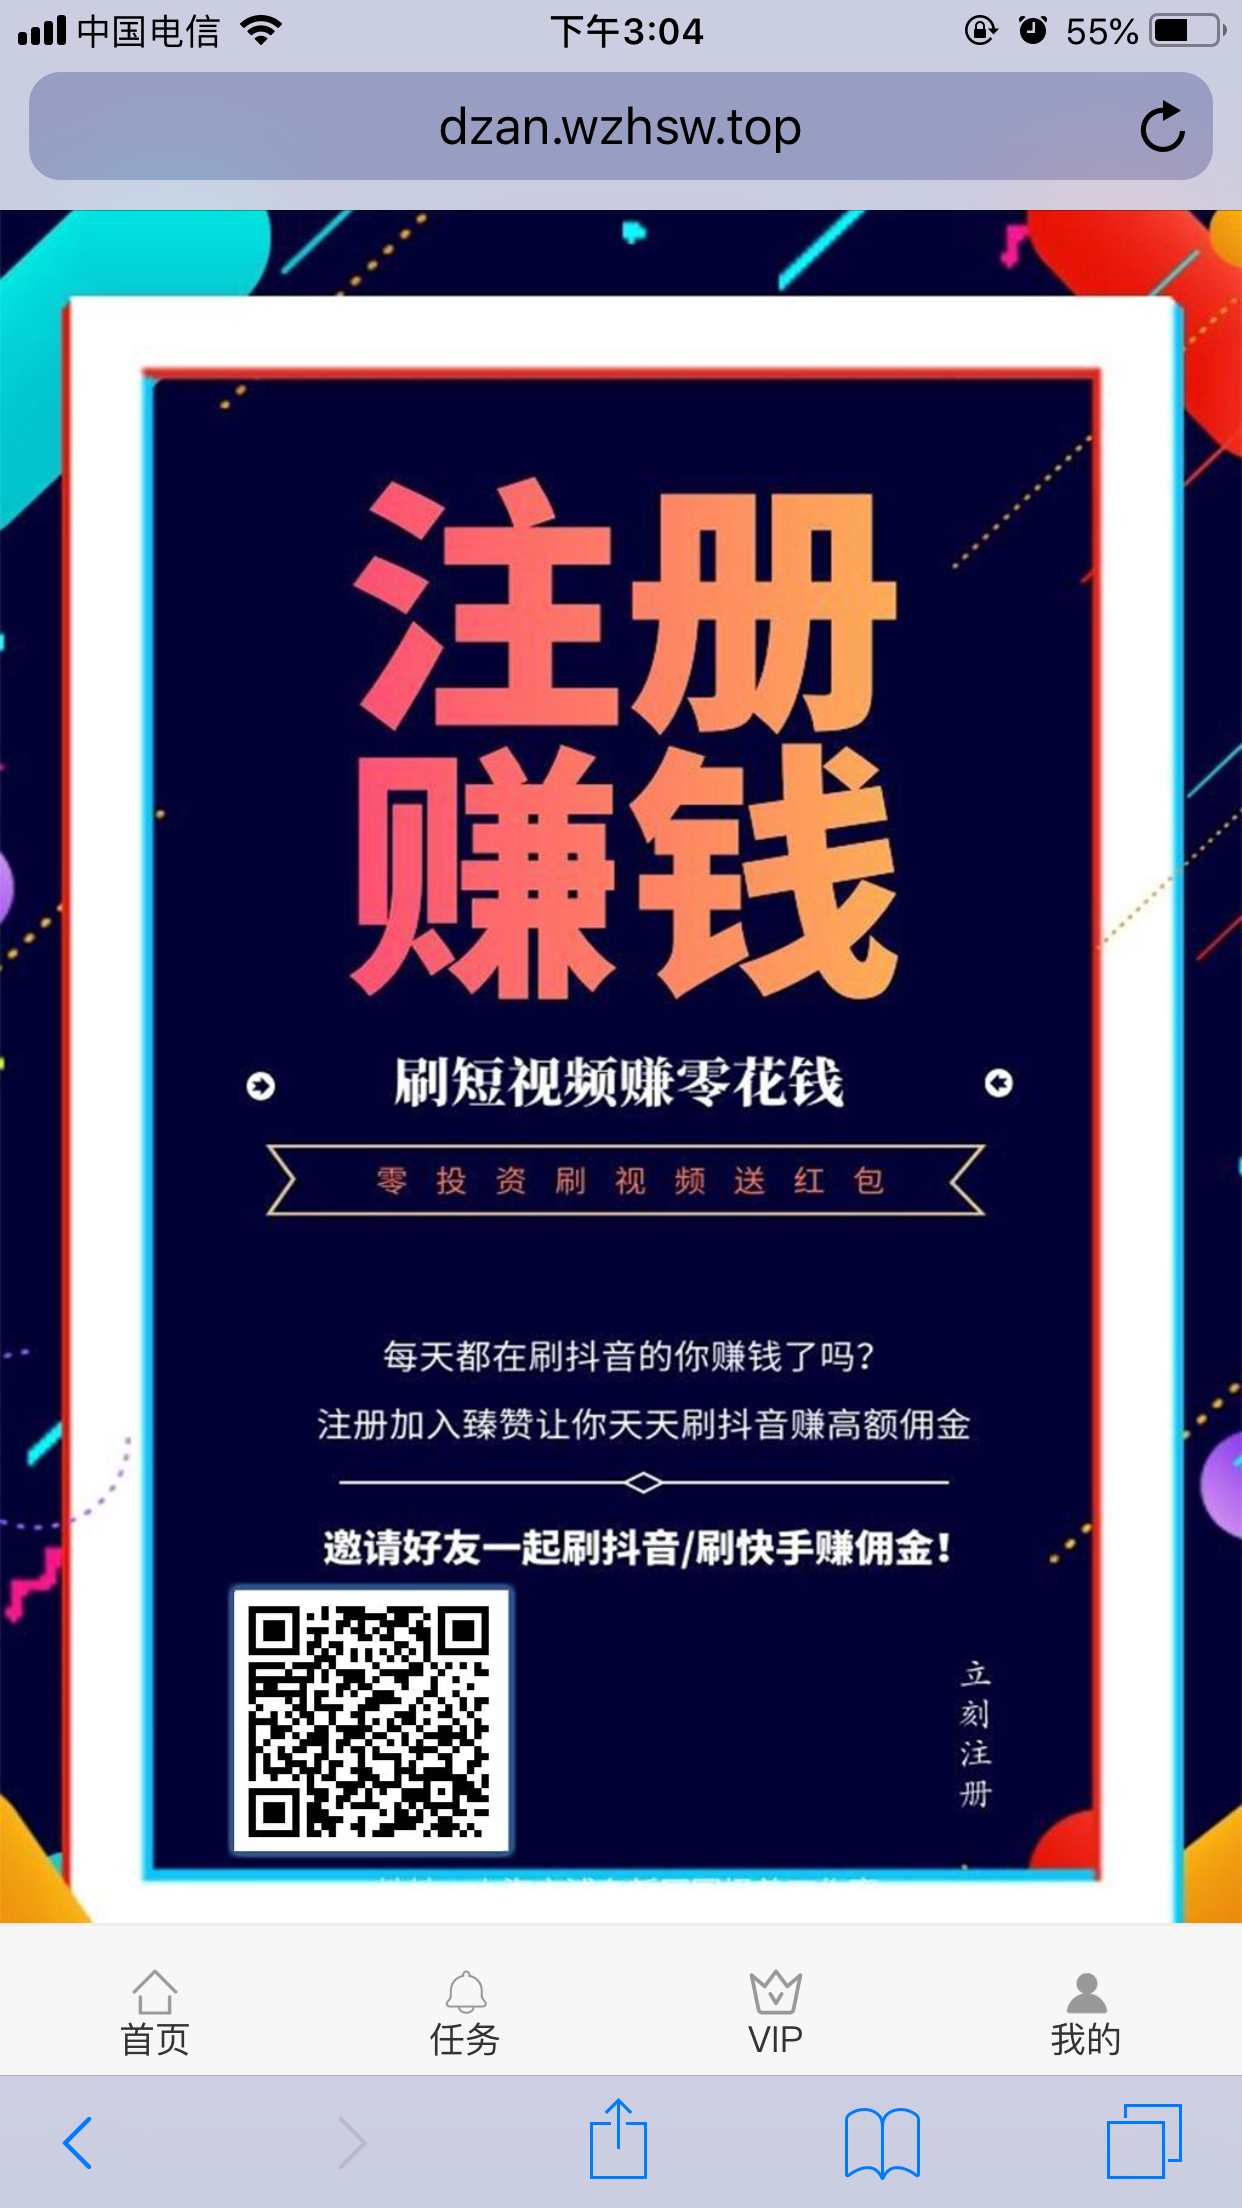 中国电信
下午3:04
55%
dzan.wzhsw.top
注册
赚钱
刷短视频赚零花钱
零投资刷视频送红包
每天都在刷抖音的你赚钱了吗?
注册加入臻赞让你天天刷抖音赚高额佣金
邀请好友一起刷抖音/刷快手赚佣金!
立刻注册
首页
任务
VIP
我的